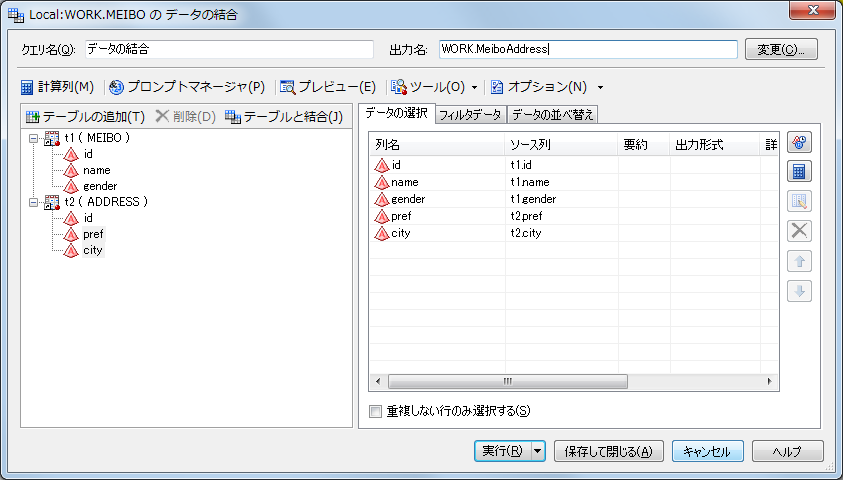 Local:WORK.MEIBO の データの結合
クエリ名(Q): データの結合 出力名: WORK.MeiboAddress 変更(C)...
計算列(M) プロンプトマネージャ(P) プレビュー(E) ツール(O) オプション(N)
テーブルの追加(T) 削除(D) テーブルと結合(J)
t1 ( MEIBO )
id
name
gender
t2 ( ADDRESS )
id
pref
city
データの選択 フィルタデータ データの並べ替え
列名 ソース列 要約 出力形式 詳
id t1.id
name t1.name
gender t1.gender
pref t2.pref
city t2.city
重複しない行のみ選択する(S)
実行(R) 保存して閉じる(A) キャンセル ヘルプ